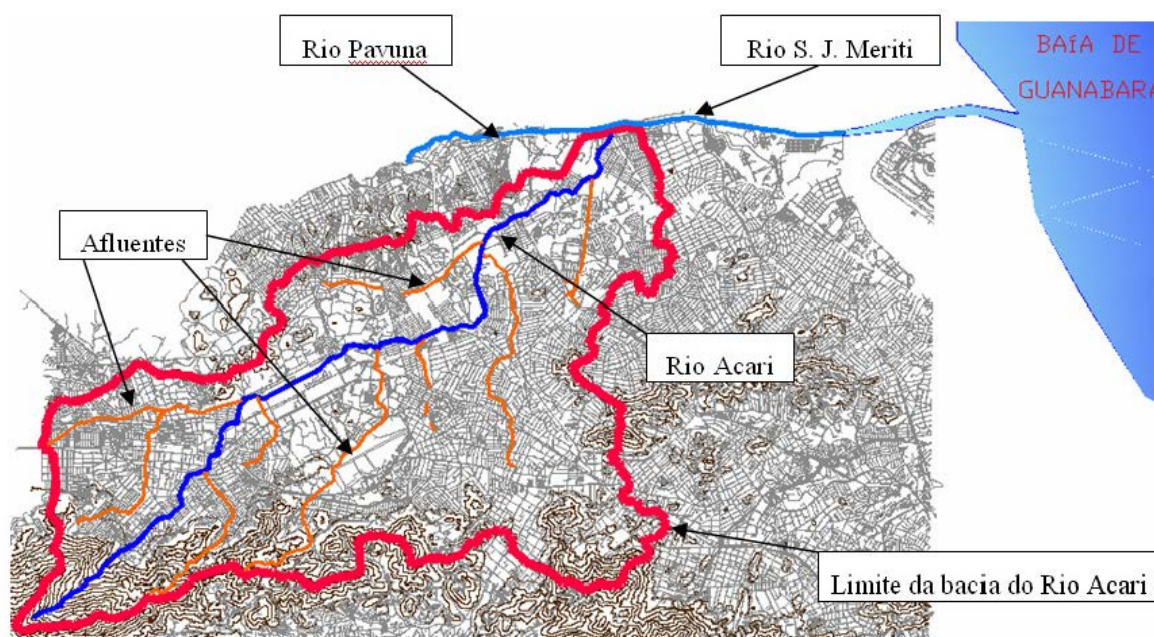 Rio Pavuna
Rio S. J. Meriti
BAÍA DE
GUANABARA
Afluentes
Rio Acari
Limite da bacia do Rio Acari